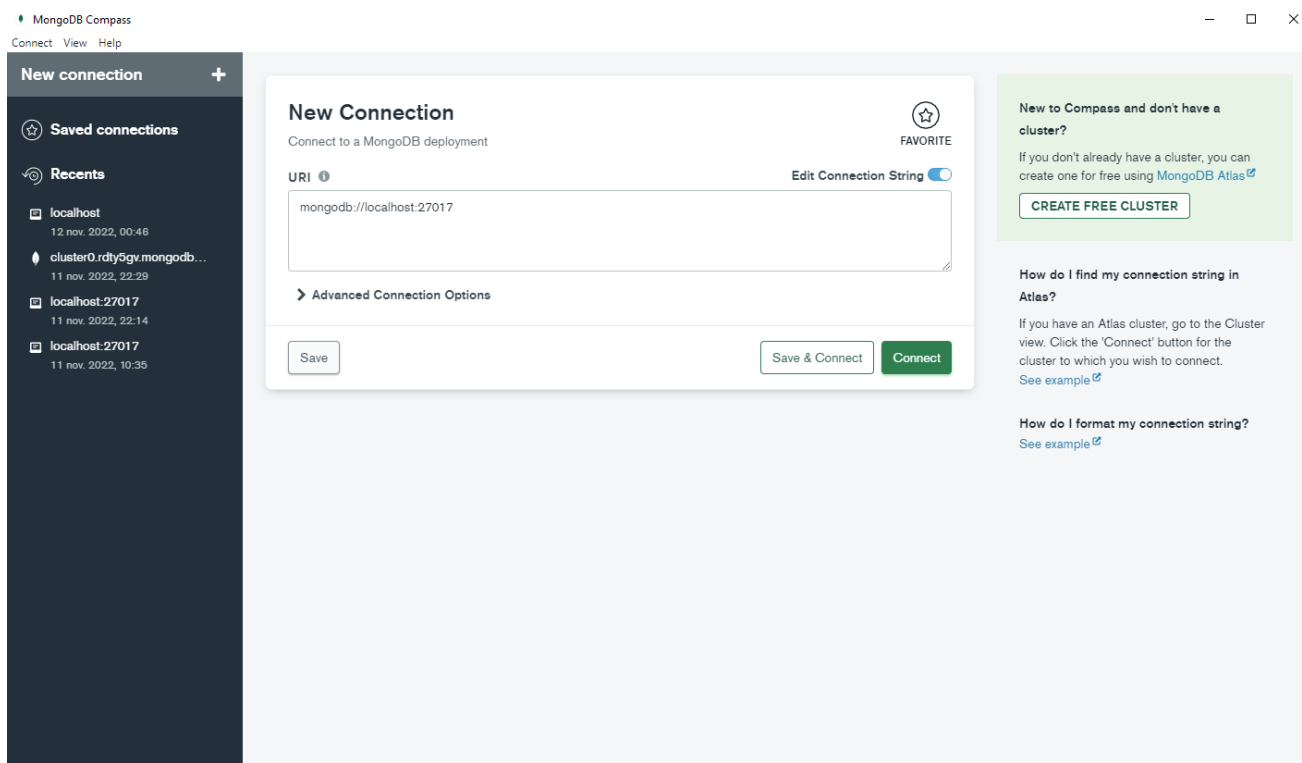 MongoDB Compass
Connect View Help
New connection
Saved connections
Recents
localhost
12 nov. 2022, 00:46
cluster0.rdty5gv.mongodb...
11 nov. 2022, 22:29
localhost:27017
11 nov. 2022, 22:14
localhost:27017
11 nov. 2022, 10:35
New Connection
Connect to a MongoDB deployment
FAVORITE
URI
Edit Connection String
mongodb://localhost:27017
Advanced Connection Options
Save
Save & Connect
Connect
New to Compass and don't have a
cluster?
If you don't already have a cluster, you can
create one for free using MongoDB Atlas
CREATE FREE CLUSTER
How do I find my connection string in
Atlas?
If you have an Atlas cluster, go to the Cluster
view. Click the 'Connect' button for the
cluster to which you wish to connect.
See example
How do I format my connection string?
See example